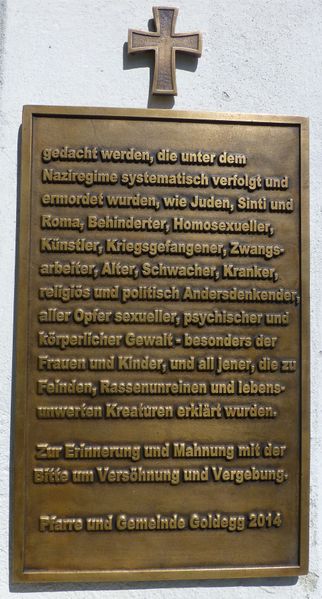 gedacht werden, die unter dem
Naziregime systematisch verfolgt und
ermordet wurden, wie Juden, Sinti und
Roma, Behinderter, Homosexueller,
Künstler, Kriegsgefangener, Zwangs-
arbeiter, Alter, Schwacher, Kranker,
religiös und politisch Andersdenkender,
aller Opfer sexueller, psychischer und
körperlicher Gewalt - besonders der
Frauen und Kinder, und all jener, die zu
Feinden, Rassenunreinen und lebens-
unwerten Kreaturen erklärt wurden.
Zur Erinnerung und Mahnung mit der
Bitte um Versöhnung und Vergebung.
Pfarre und Gemeinde Goldegg 2014